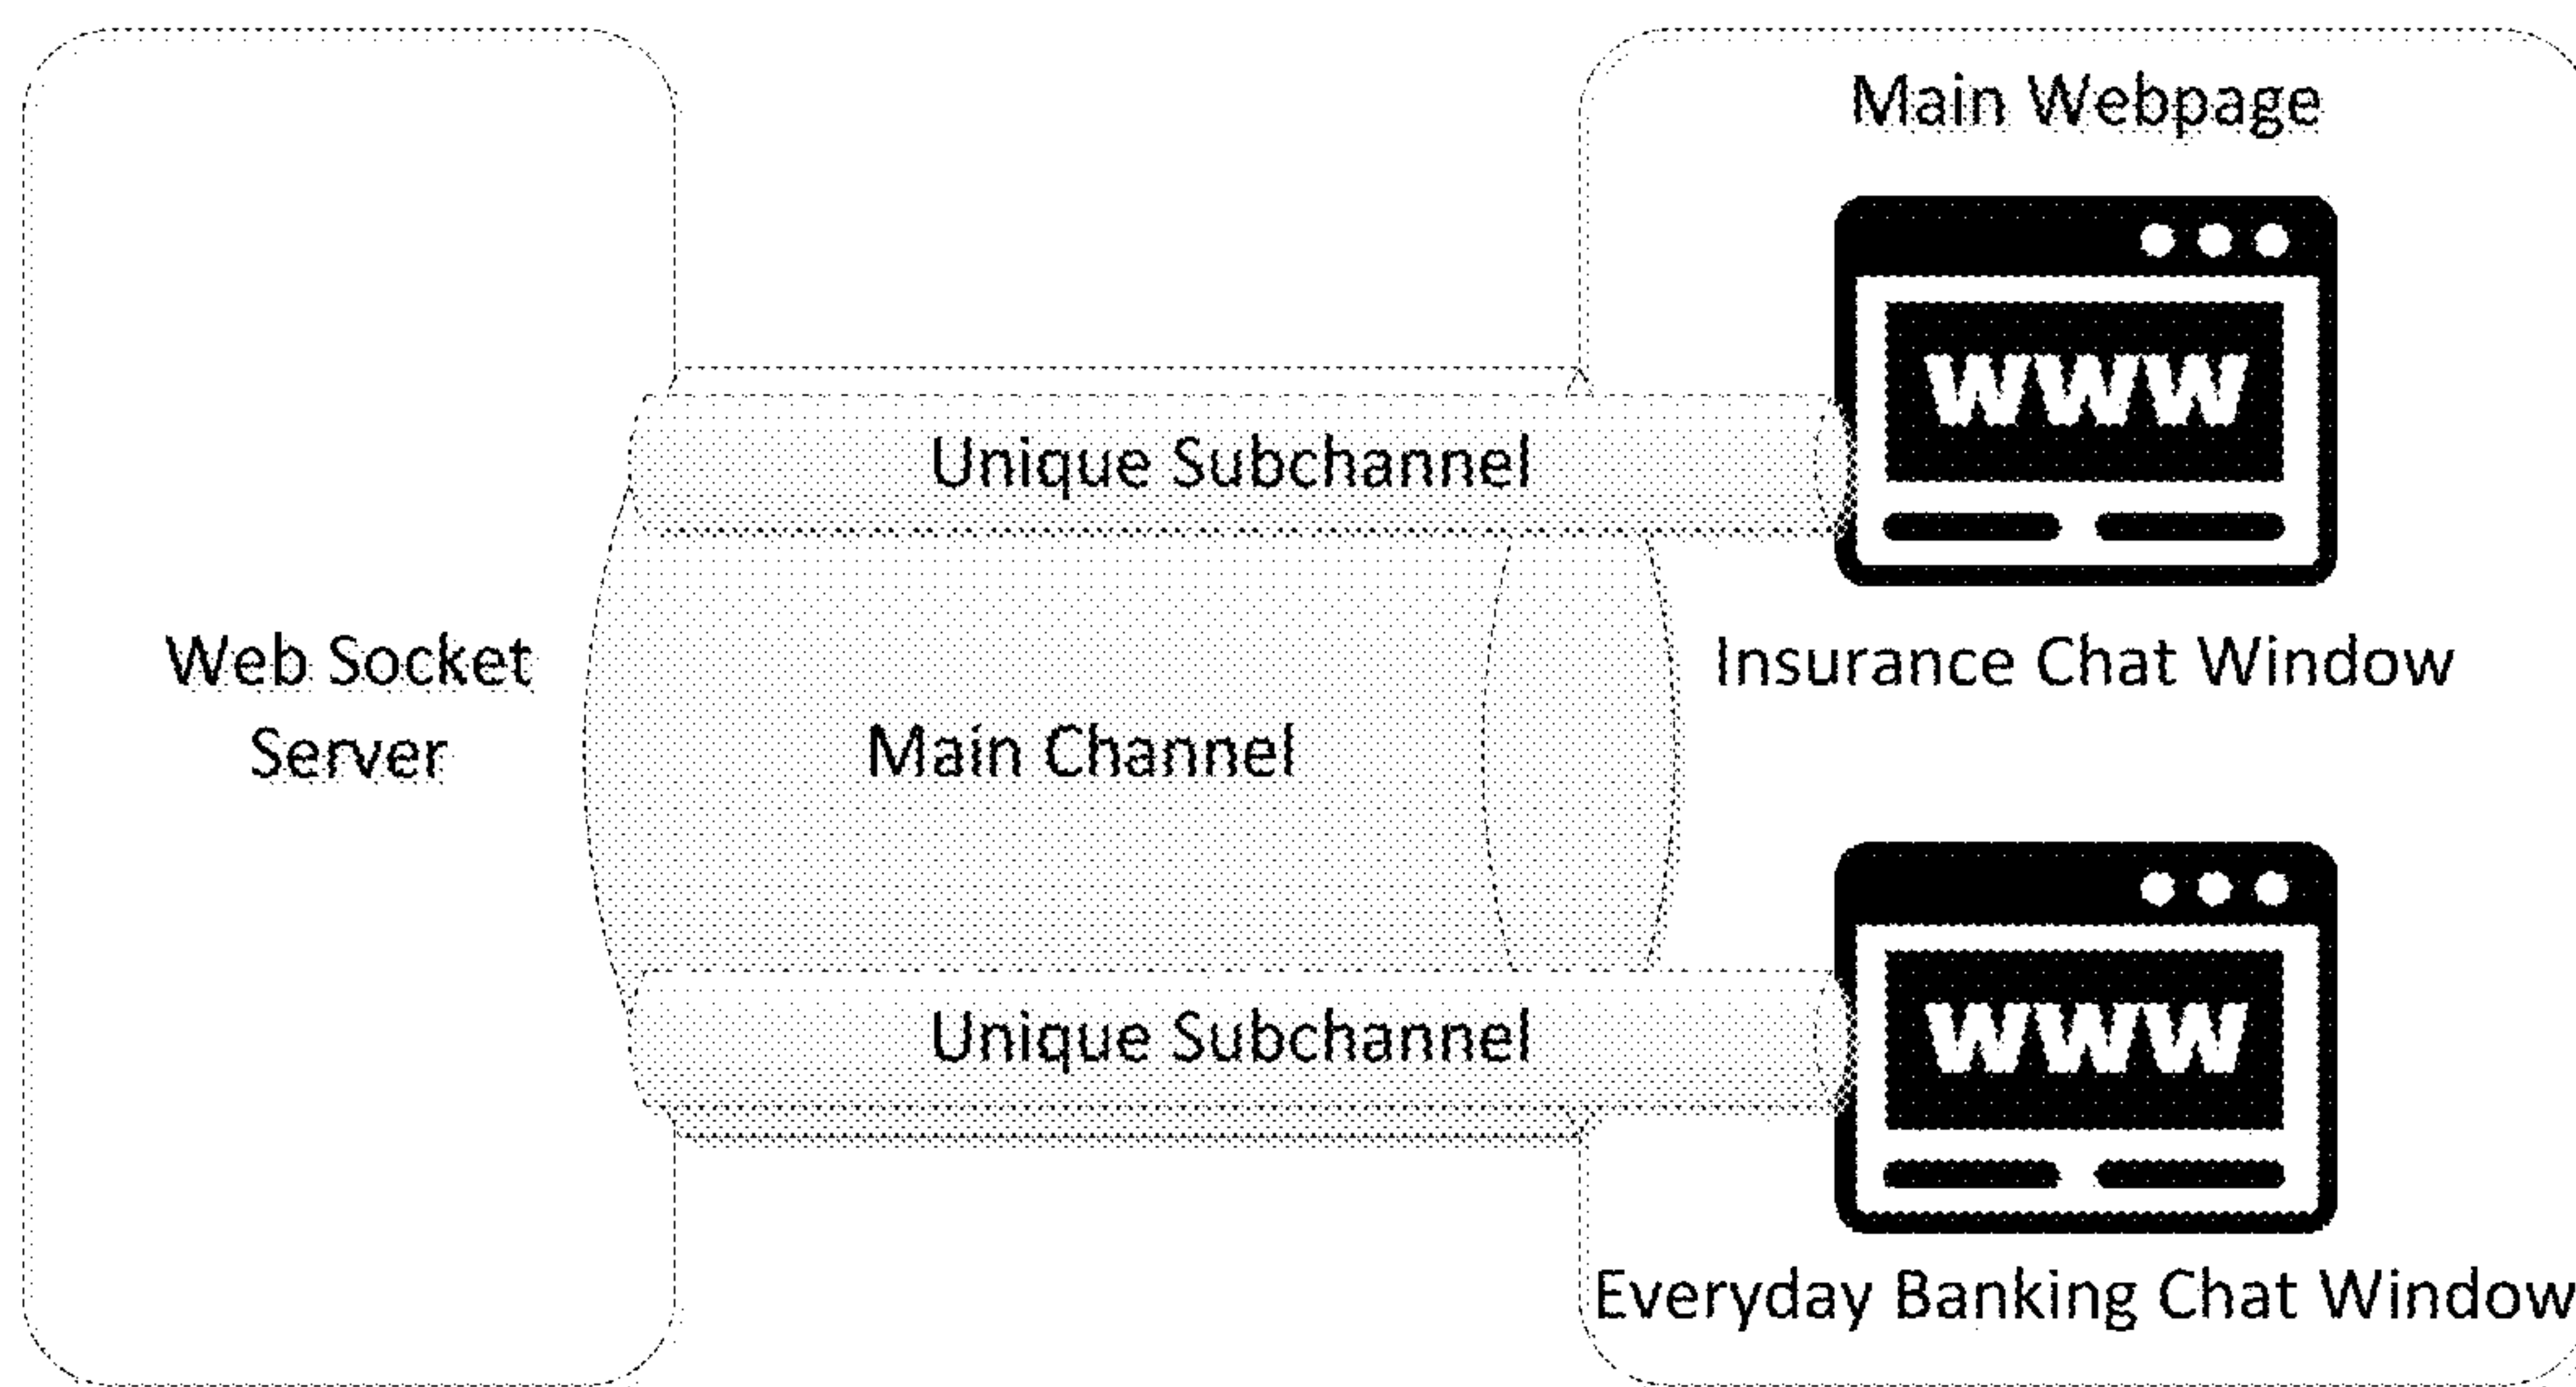 Main Webpage
www
Unique Subchannel
Web Socket
Server
Insurance Chat Window
Main Channel
www
Unique Subchannel
Everyday Banking Chat Window